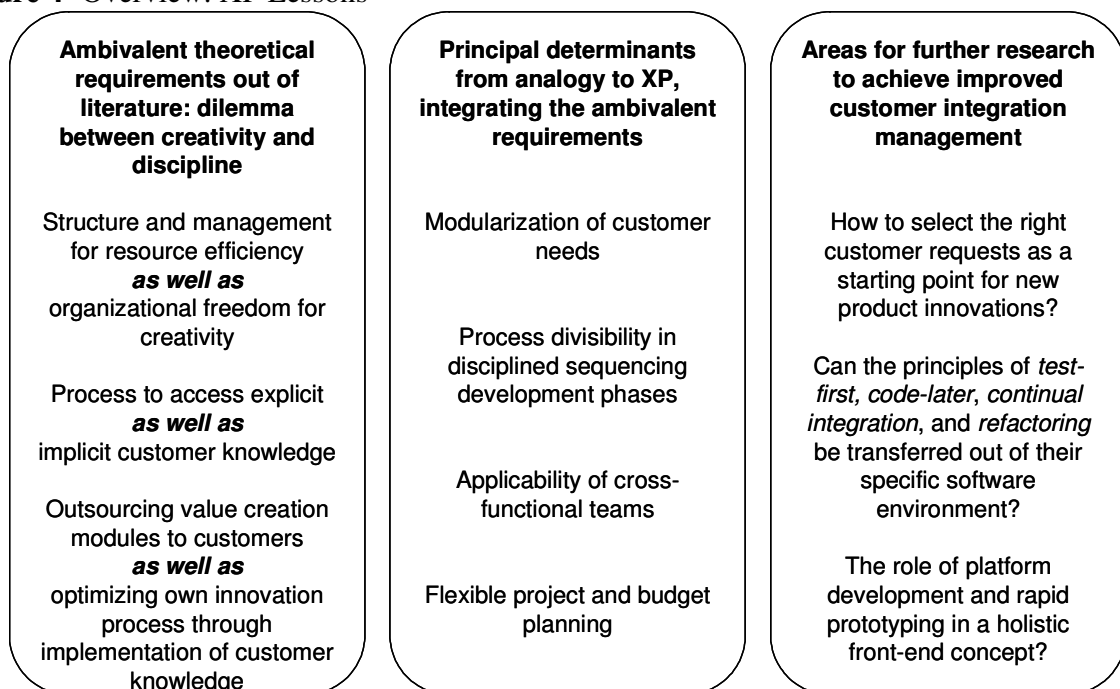 Overview: XP Lessons
Ambivalent theoretical
requirements out of
literature: dilemma
between creativity and
discipline
Structure and management
for resource efficiency
as well as
organizational freedom for
creativity
Process to access explicit
as well as
implicit customer knowledge
Outsourcing value creation
modules to customers
as well as
optimizing own innovation
process through
implementation of customer
knowledge
Principal determinants
from analogy to XP,
integrating the ambivalent
requirements
Modularization of customer
needs
Process divisibility in
disciplined sequencing
development phases
Applicability of cross-
functional teams
Flexible project and budget
planning
Areas for further research
to achieve improved
customer integration
management
How to select the right
customer requests as a
starting point for new
product innovations?
Can the principles of test-
first, code-later, continual
integration, and refactoring
be transferred out of their
specific software
environment?
The role of platform
development and rapid
prototyping in a holistic
front-end concept?